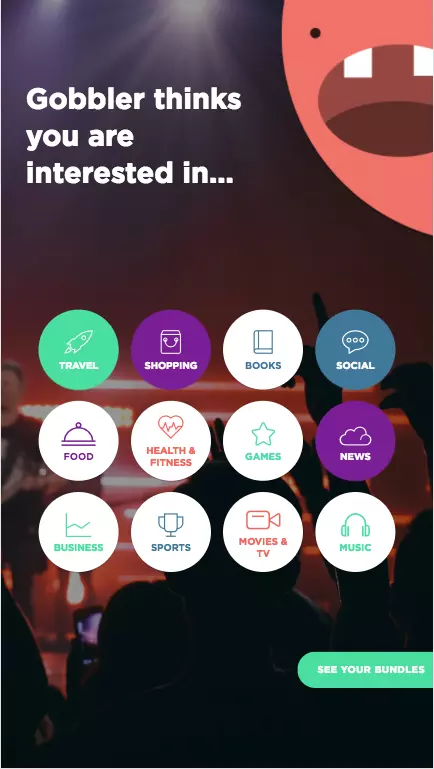 Gobbler thinks
you are
interested in...
TRAVEL
SHOPPING
BOOKS
SOCIAL
FOOD
HEALTH &
FITNESS
GAMES
NEWS
BUSINESS
SPORTS
MOVIES &
TV
MUSIC
SEE YOUR BUNDLES